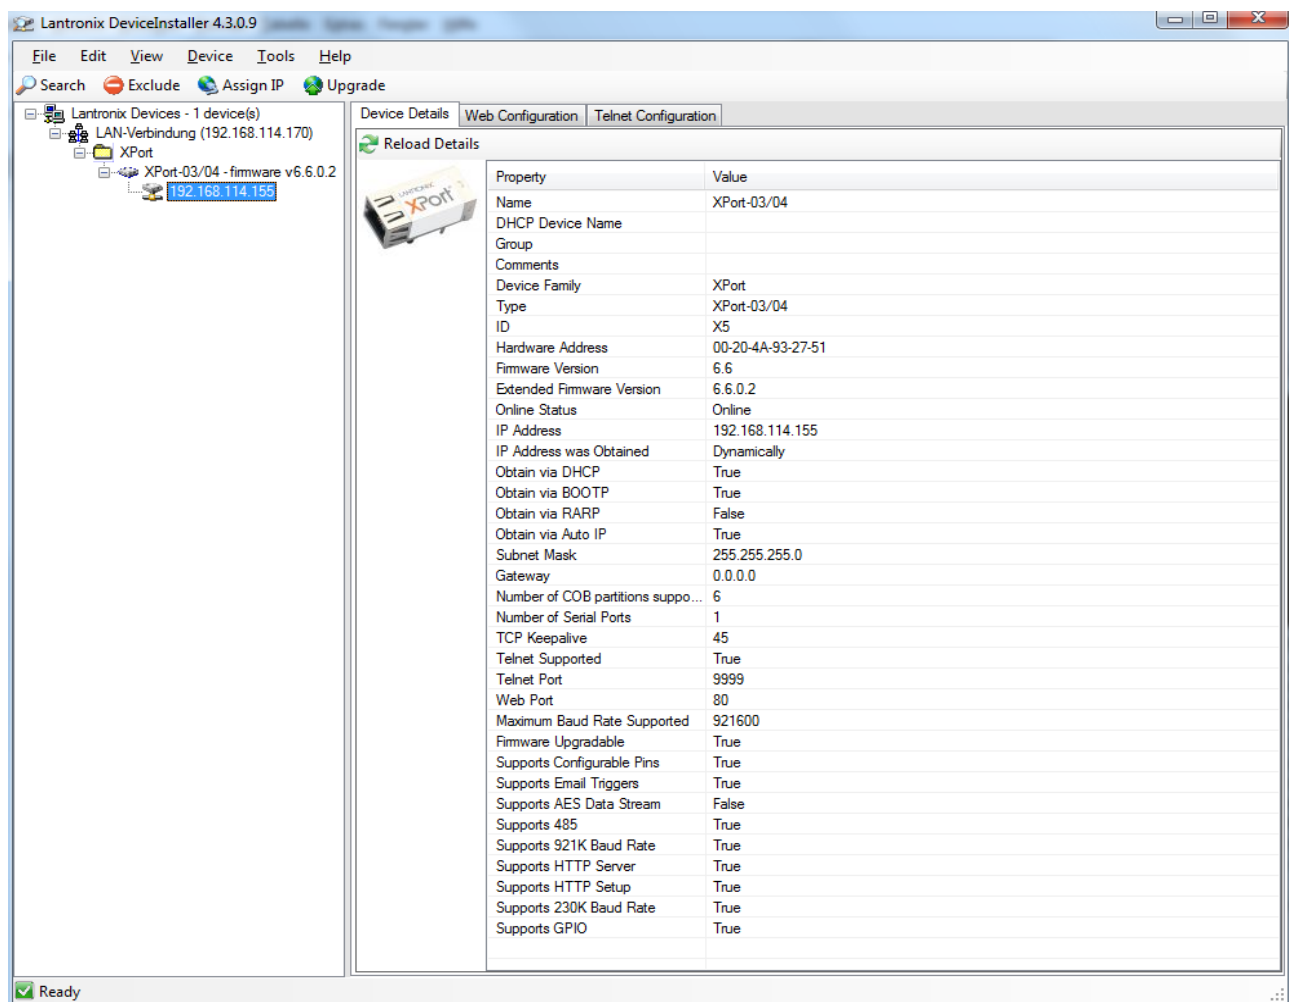 Lantronix DeviceInstaller 4.3.0.9
File Edit View Device Tools Help
Search Exclude Assign IP Upgrade
Lantronix Devices - 1 device(s)
LAN-Verbindung (192.168.114.170)
XPort
XPort-03/04 - firmware v6.6.0.2
192.168.114.155
Device Details Web Configuration Telnet Configuration
Reload Details
LANTRONIX
XPort
Property Value
Name XPort-03/04
DHCP Device Name
Group
Comments
Device Family XPort
Type XPort-03/04
ID X5
Hardware Address 00-20-4A-93-27-51
Firmware Version 6.6
Extended Firmware Version 6.6.0.2
Online Status Online
IP Address 192.168.114.155
IP Address was Obtained Dynamically
Obtain via DHCP True
Obtain via BOOTP True
Obtain via RARP False
Obtain via Auto IP True
Subnet Mask 255.255.255.0
Gateway 0.0.0.0
Number of COB partitions suppo... 6
Number of Serial Ports 1
TCP Keepalive 45
Telnet Supported True
Telnet Port 9999
Web Port 80
Maximum Baud Rate Supported 921600
Firmware Upgradable True
Supports Configurable Pins True
Supports Email Triggers True
Supports AES Data Stream False
Supports 485 True
Supports 921K Baud Rate True
Supports HTTP Server True
Supports HTTP Setup True
Supports 230K Baud Rate True
Supports GPIO True
Ready